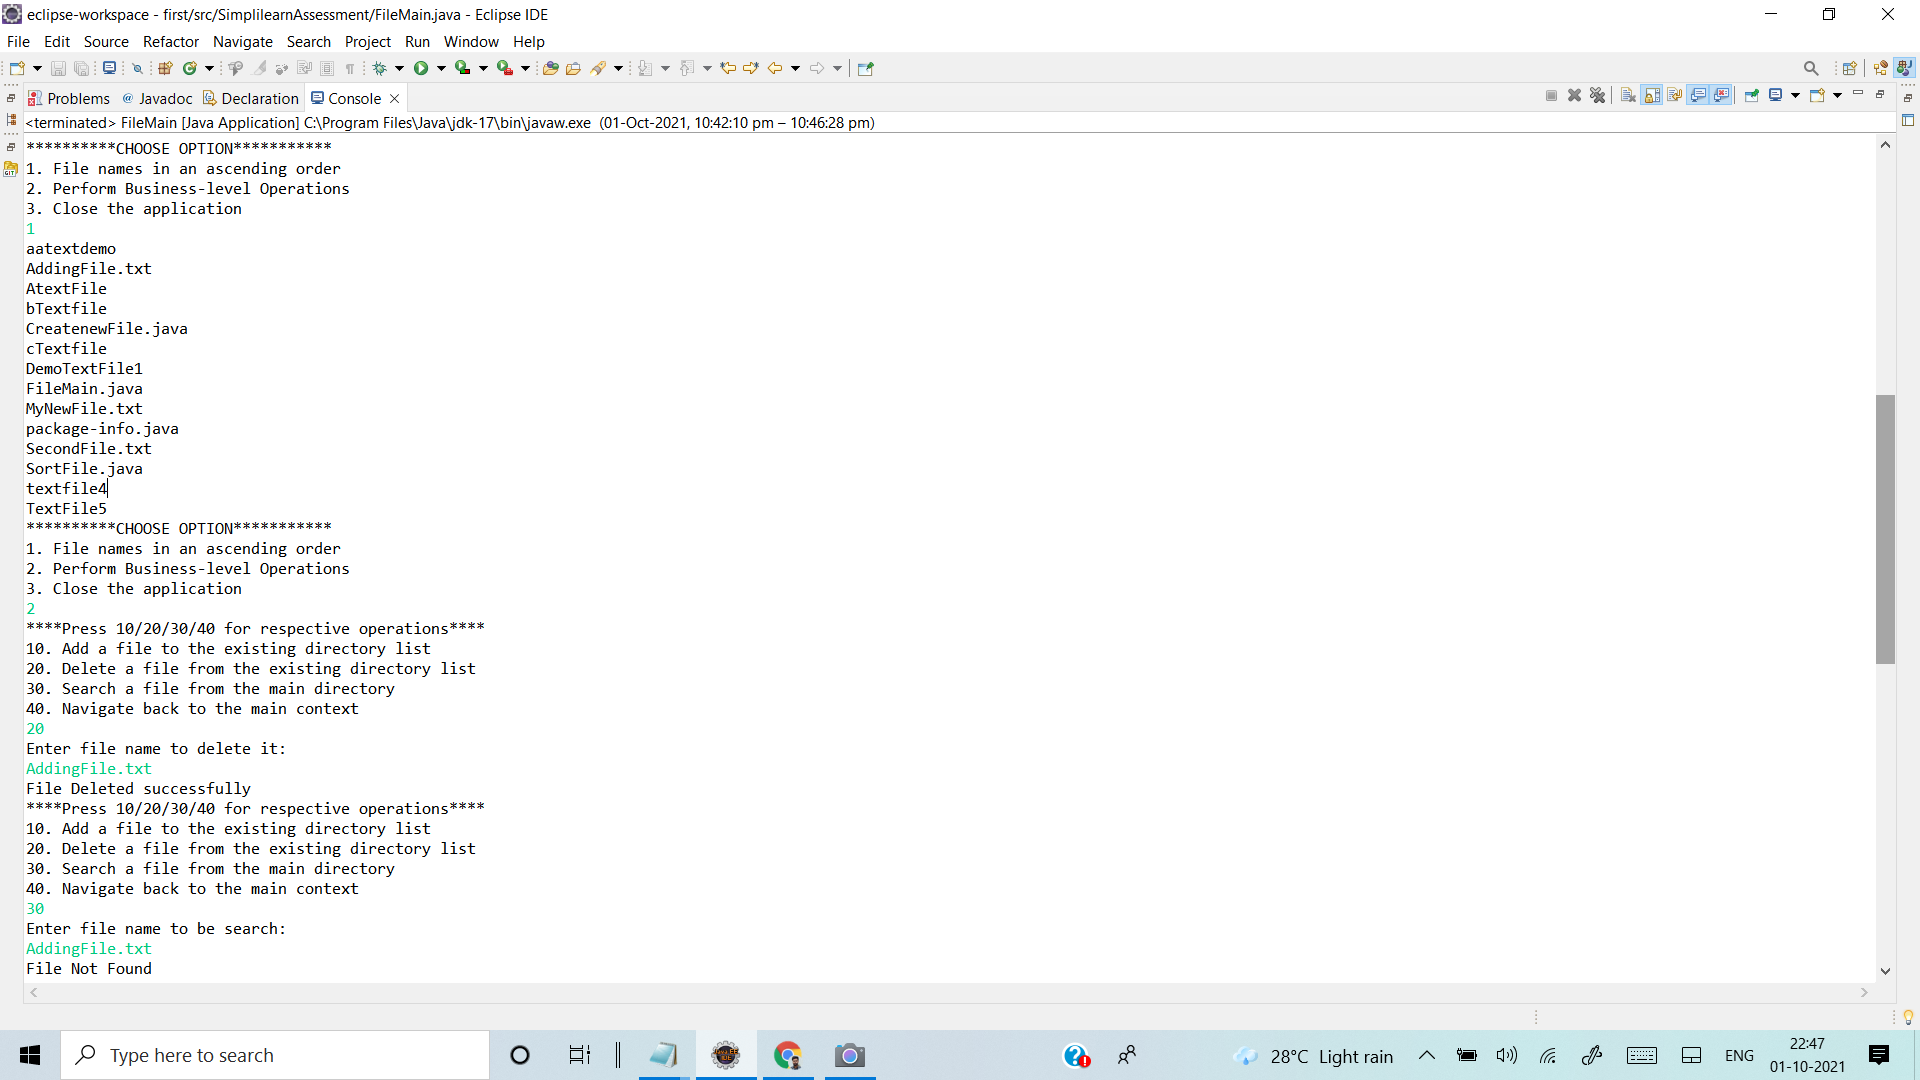 eclipse-workspace - first/src/SimplilearnAssessment/FileMain.java - Eclipse IDE
File Edit Source Refactor Navigate Search Project Run Window Help
Problems @ Javadoc Declaration Console
<terminated> FileMain [Java Application] C:\Program Files\Java\jdk-17\bin\javaw.exe (01-Oct-2021, 10:42:10 pm – 10:46:28 pm)
**********CHOOSE OPTION***********
1. File names in an ascending order
2. Perform Business-level Operations
3. Close the application
1
aatextdemo
AddingFile.txt
AtextFile
bTextfile
CreatenewFile.java
cTextfile
DemoTextFile1
FileMain.java
MyNewFile.txt
package-info.java
SecondFile.txt
SortFile.java
textfile4
TextFile5
**********CHOOSE OPTION***********
1. File names in an ascending order
2. Perform Business-level Operations
3. Close the application
2
****Press 10/20/30/40 for respective operations****
10. Add a file to the existing directory list
20. Delete a file from the existing directory list
30. Search a file from the main directory
40. Navigate back to the main context
20
Enter file name to delete it:
AddingFile.txt
File Deleted successfully
****Press 10/20/30/40 for respective operations****
10. Add a file to the existing directory list
20. Delete a file from the existing directory list
30. Search a file from the main directory
40. Navigate back to the main context
30
Enter file name to be search:
AddingFile.txt
File Not Found
Type here to search
28°C Light rain
ENG
22:47
01-10-2021